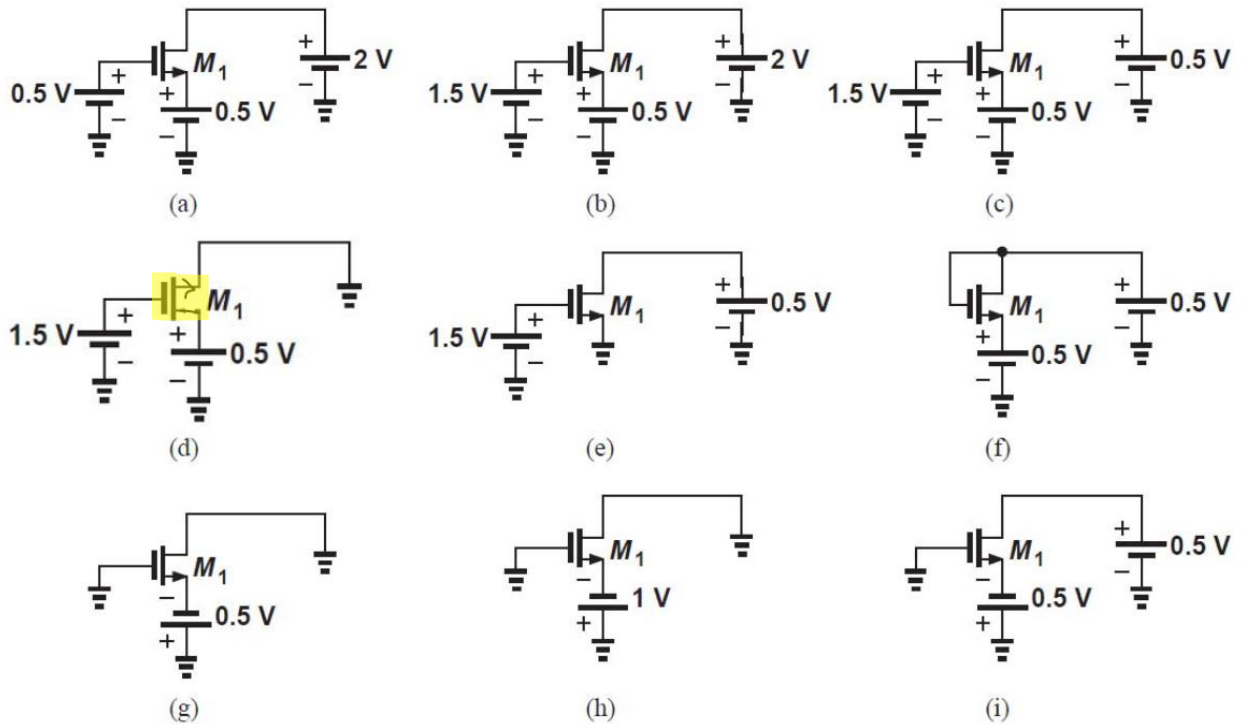 + M1 + 2 V
0.5 V + − + 0.5 V −
−
(a)
+ M1 + 2 V
1.5 V + − + 0.5 V −
−
(b)
+ M1 + 0.5 V
1.5 V + − + 0.5 V −
−
(c)
M1
+
1.5 V + 0.5 V
− −
(d)
M1 +
+ 0.5 V
1.5 V −
−
(e)
+
M1 0.5 V
+ −
0.5 V
−
(f)
M1
−
0.5 V
+
(g)
M1
−
1 V
+
(h)
+
M1 0.5 V
− −
0.5 V
+
(i)